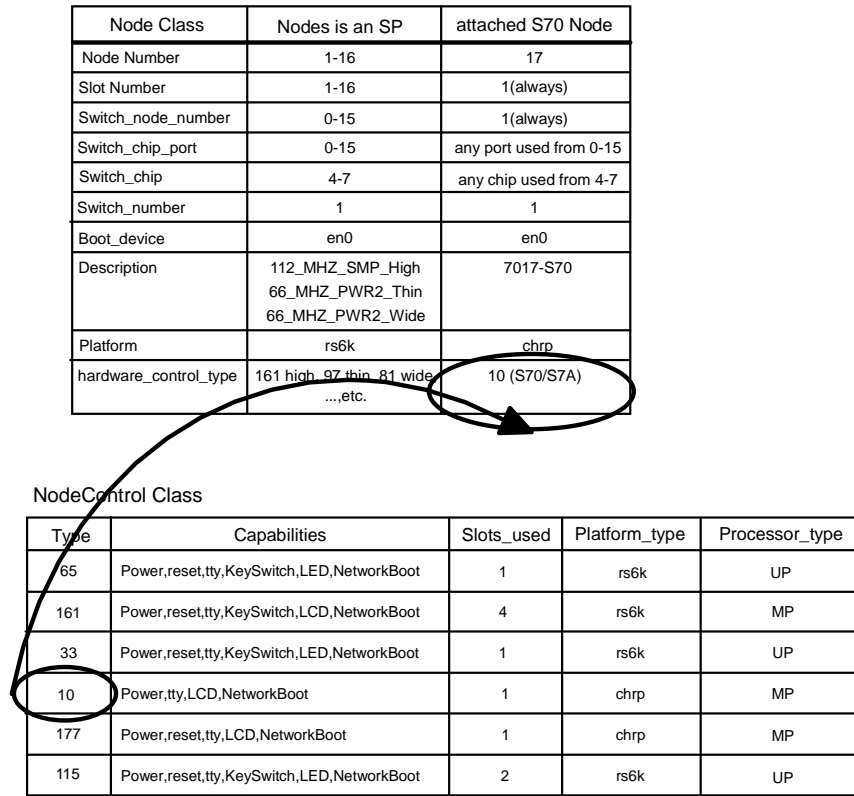 Node Class Nodes is an SP attached S70 Node
Node Number 1-16 17
Slot Number 1-16 1(always)
Switch_node_number 0-15 1(always)
Switch_chip_port 0-15 any port used from 0-15
Switch_chip 4-7 any chip used from 4-7
Switch_number 1 1
Boot_device en0 en0
Description 112_MHZ_SMP_High 7017-S70
66_MHZ_PWR2_Thin
66_MHZ_PWR2_Wide
Platform rs6k chrp
hardware_control_type 161 high, 97 thin, 81 wide 10 (S70/S7A)
...,etc.
NodeControl Class
Type Capabilities Slots_used Platform_type Processor_type
65 Power,reset,tty,KeySwitch,LED,NetworkBoot 1 rs6k UP
161 Power,reset,tty,KeySwitch,LCD,NetworkBoot 4 rs6k MP
33 Power,reset,tty,KeySwitch,LED,NetworkBoot 1 rs6k UP
10 Power,tty,LCD,NetworkBoot 1 chrp MP
177 Power,reset,tty,LCD,NetworkBoot 1 chrp MP
115 Power,reset,tty,KeySwitch,LED,NetworkBoot 2 rs6k UP